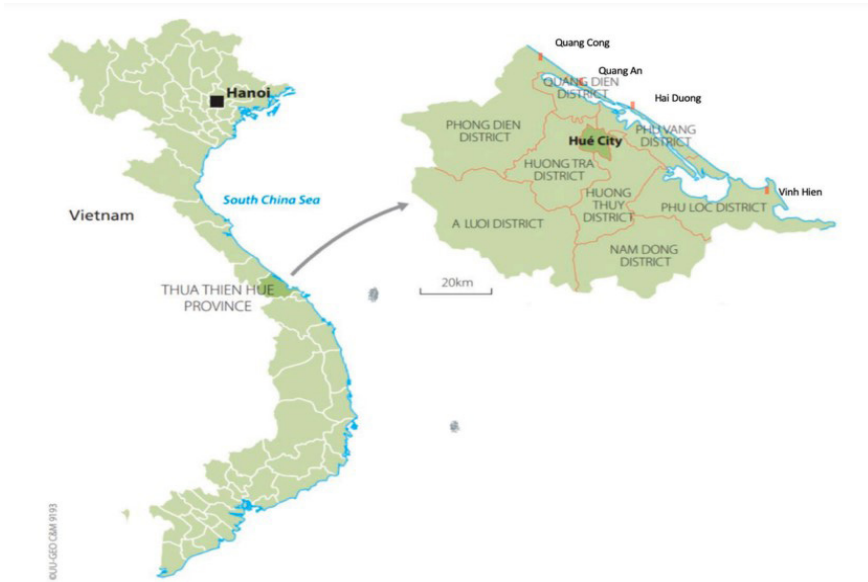 Hanoi
South China Sea
Vietnam
THUA THIEN HUE
PROVINCE
©UU-GEO C&M 9193
Quang Cong
Quang An
QUANG DIEN
DISTRICT
Hai Duong
PHONG DIEN
DISTRICT
Hué City
PHU VANG
DISTRICT
HUONG TRA
DISTRICT
HUONG
THUY
DISTRICT
Vinh Hien
PHU LOC DISTRICT
A LUOI DISTRICT
NAM DONG
DISTRICT
20km